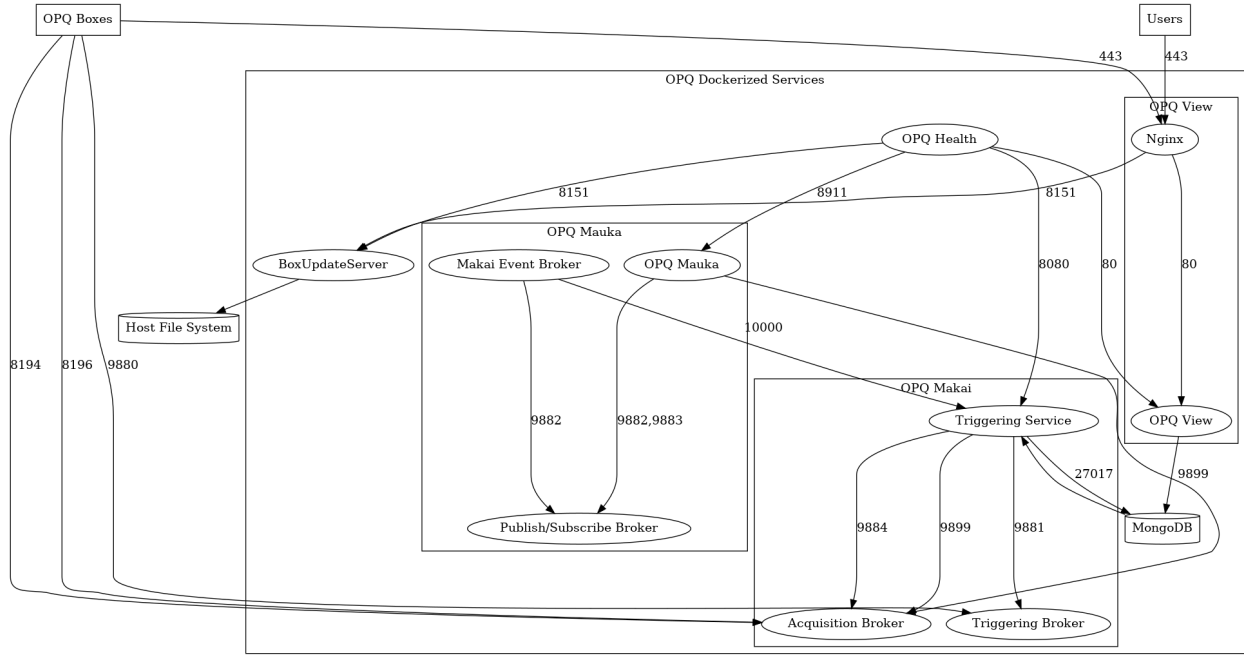 OPQ Boxes
Users
443
443
OPQ Dockerized Services
OPQ View
OPQ Health
Nginx
8151
8911
8151
OPQ Mauka
BoxUpdateServer
Makai Event Broker
OPQ Mauka
8080
80
80
Host File System
10000
8194
8196
9880
OPQ Makai
9882
9882,9883
Triggering Service
OPQ View
27017
9899
Publish/Subscribe Broker
9884
9899
9881
MongoDB
Acquisition Broker
Triggering Broker